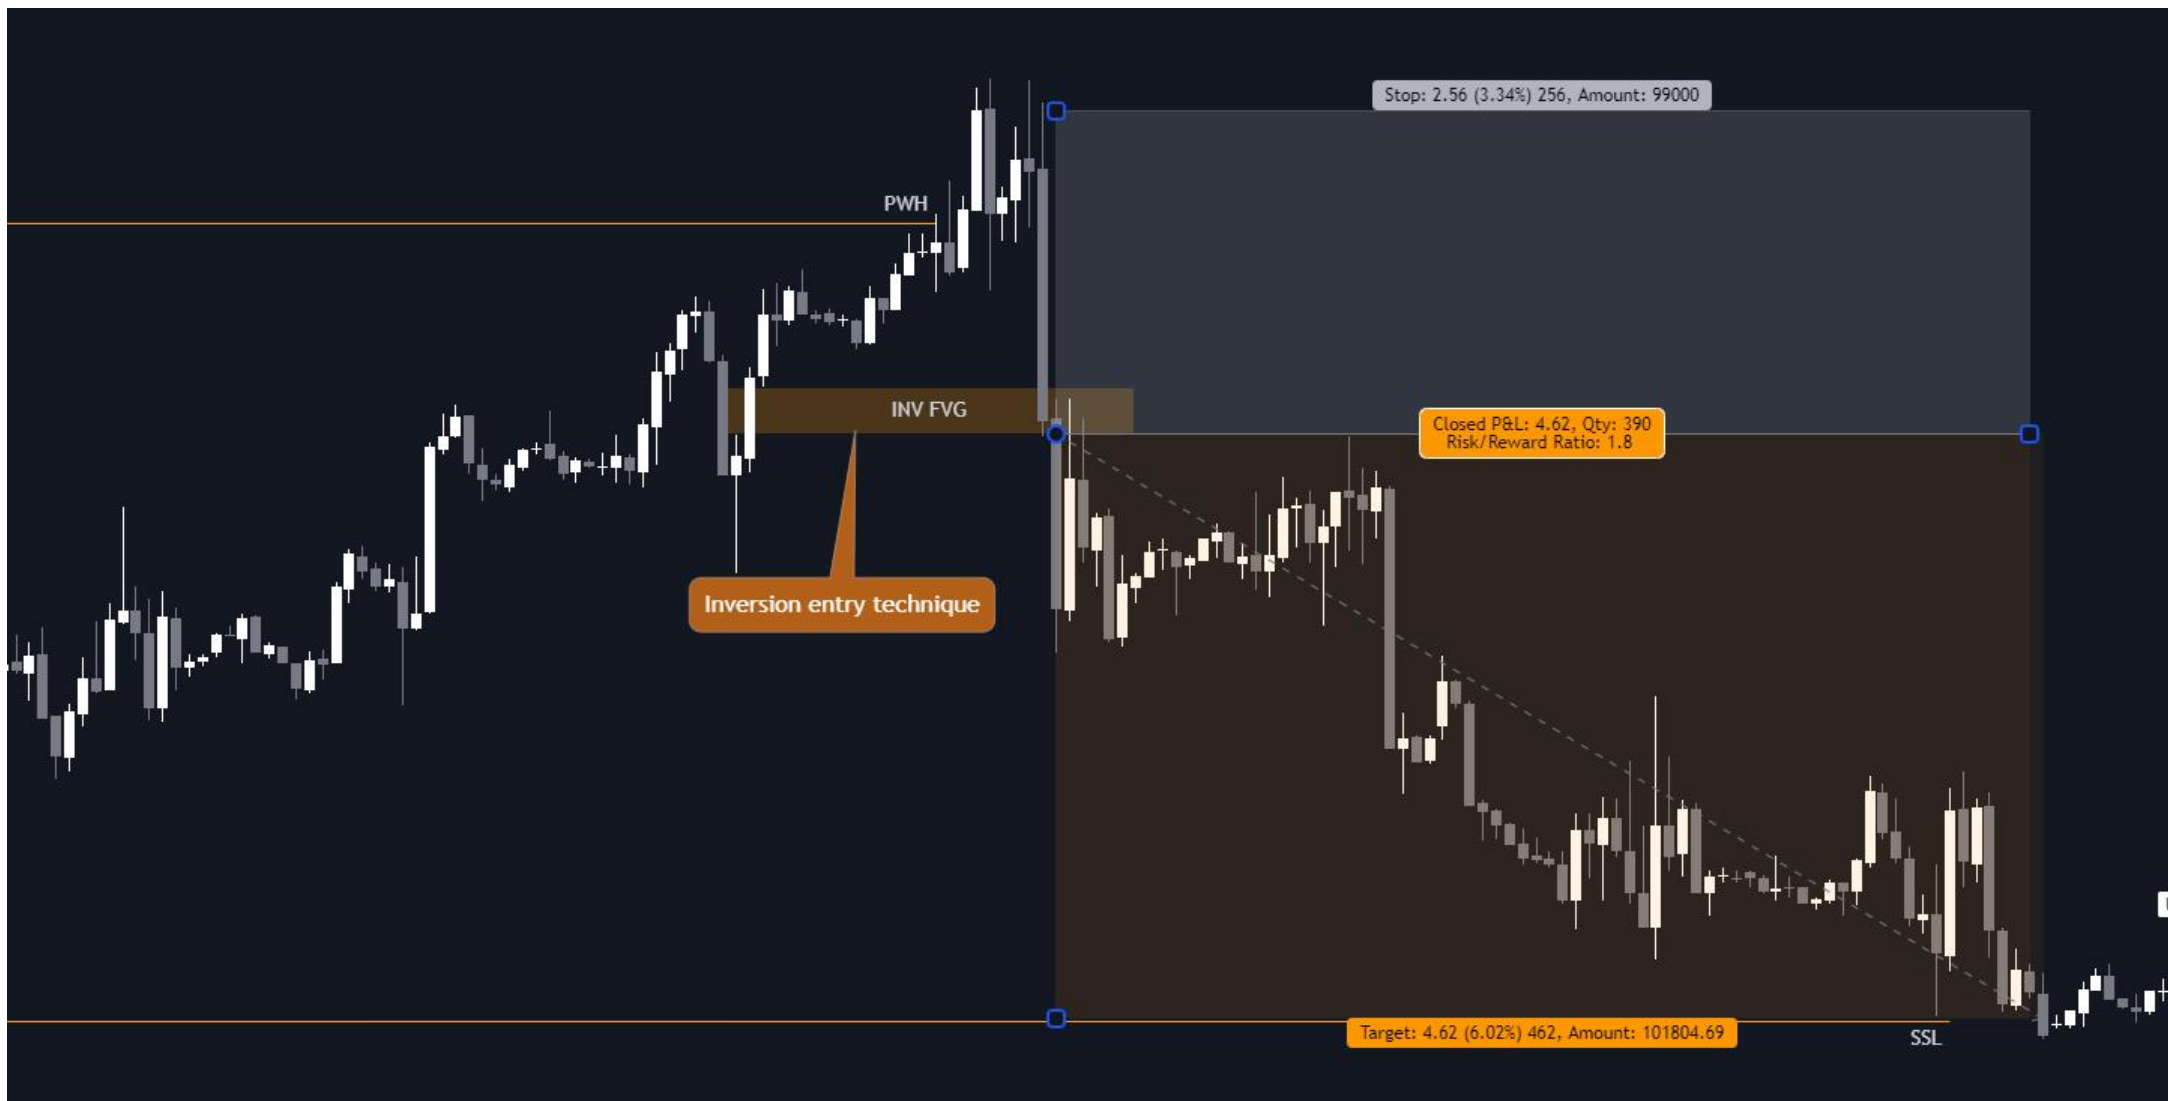 Stop: 2.56 (3.34%) 256, Amount: 99000
PWH
INV FVG
Closed P&L: 4.62, Qty: 390
Risk/Reward Ratio: 1.8
Inversion entry technique
Target: 4.62 (6.02%) 462, Amount: 101804.69
SSL